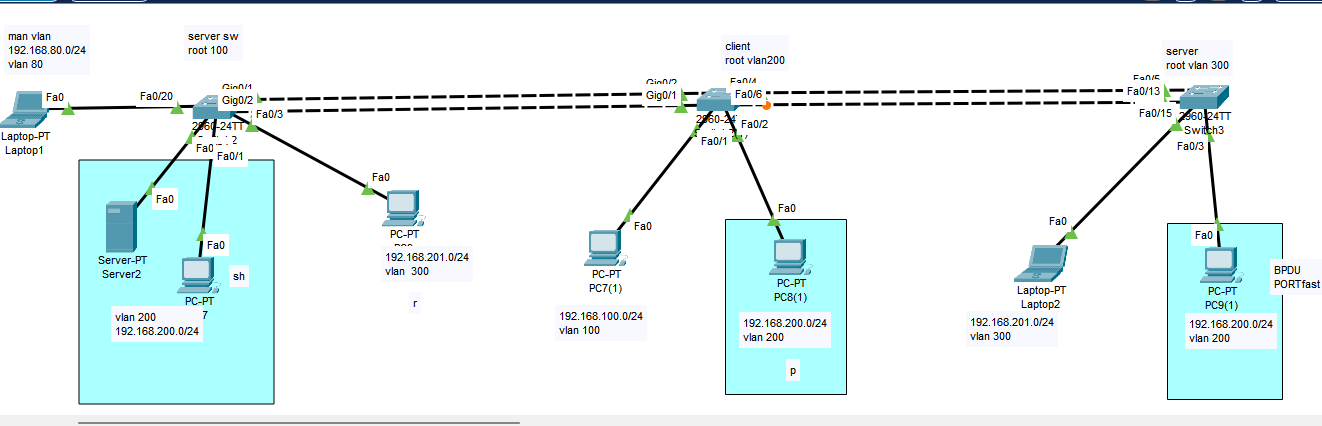 man vlan
192.168.80.0/24
vlan 80
server sw
root 100
client
root vlan200
server
root vlan 300
Fa0
Fa0/20
Gig0/1
Gig0/2
Fa0/3
Gig0/2
Gig0/1
Fa0/4
Fa0/6
Fa0/2
Fa0/1
Fa0/5
Fa0/13
Fa0/15
Fa0/3
2960-24TT
Switch3
Laptop-PT
Laptop1
Fa0/1
Fa0
Server-PT
Server2
Fa0
PC-PT
7
sh
vlan 200
192.168.200.0/24
Fa0
PC-PT
192.168.201.0/24
vlan 300
r
Fa0
PC-PT
PC7(1)
192.168.100.0/24
vlan 100
Fa0
PC-PT
PC8(1)
192.168.200.0/24
vlan 200
p
Fa0
Laptop-PT
Laptop2
192.168.201.0/24
vlan 300
Fa0
PC-PT
PC9(1)
192.168.200.0/24
vlan 200
BPDU
PORTfast